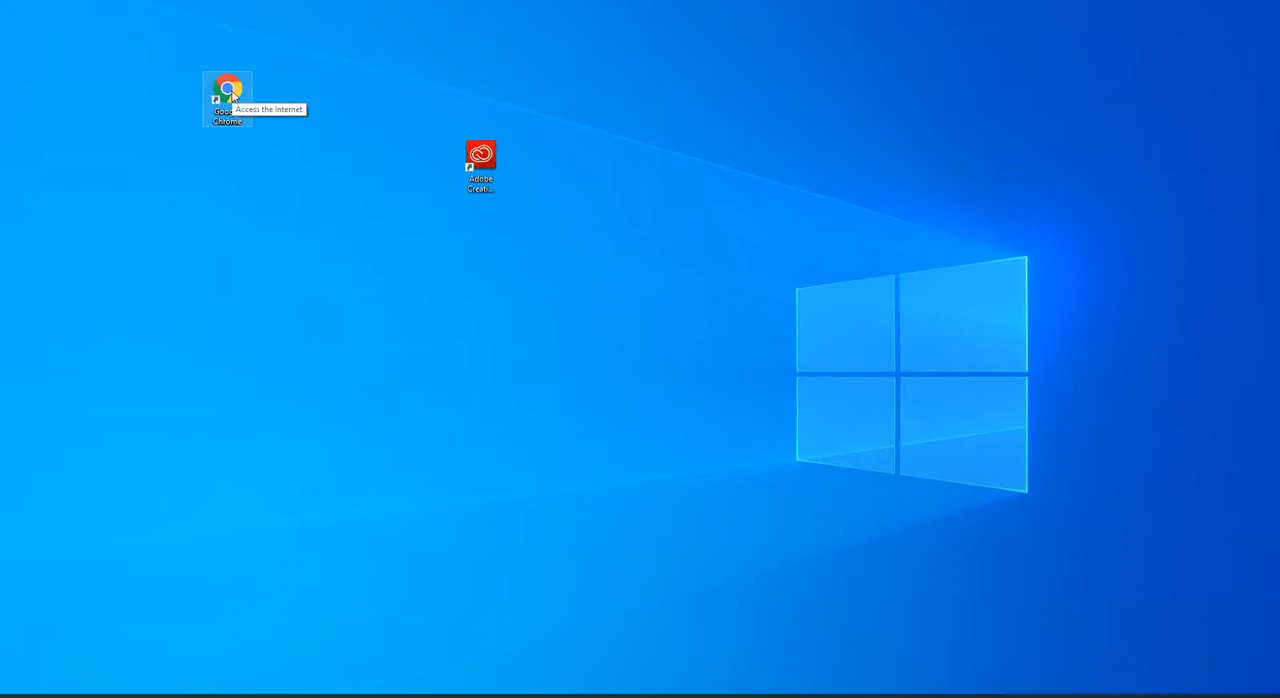 Access the Internet
Chrome
Adobe
Creati...